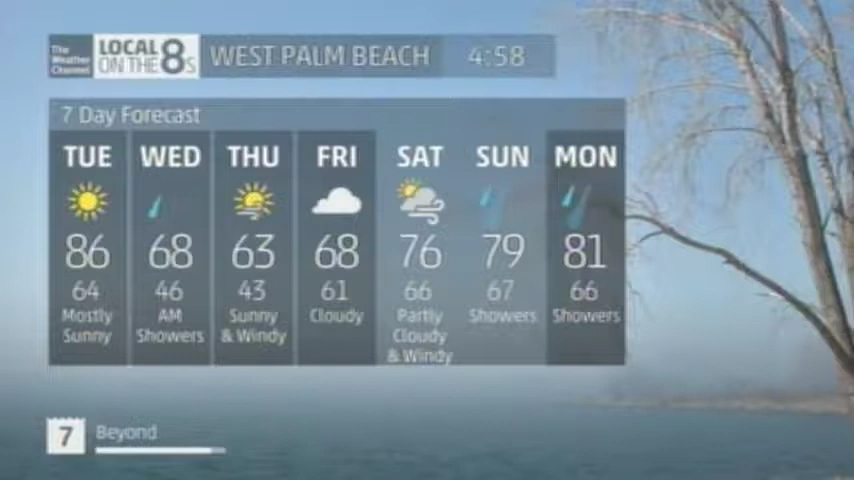 The Weather Channel
LOCAL ON THE 8s
WEST PALM BEACH 4:58
7 Day Forecast
TUE WED THU FRI SAT SUN MON
86 68 63 68 76 79 81
64 46 43 61 66 67 66
Mostly Sunny
AM Showers
Sunny & Windy
Cloudy
Partly Cloudy & Windy
Showers
Showers
7 Beyond